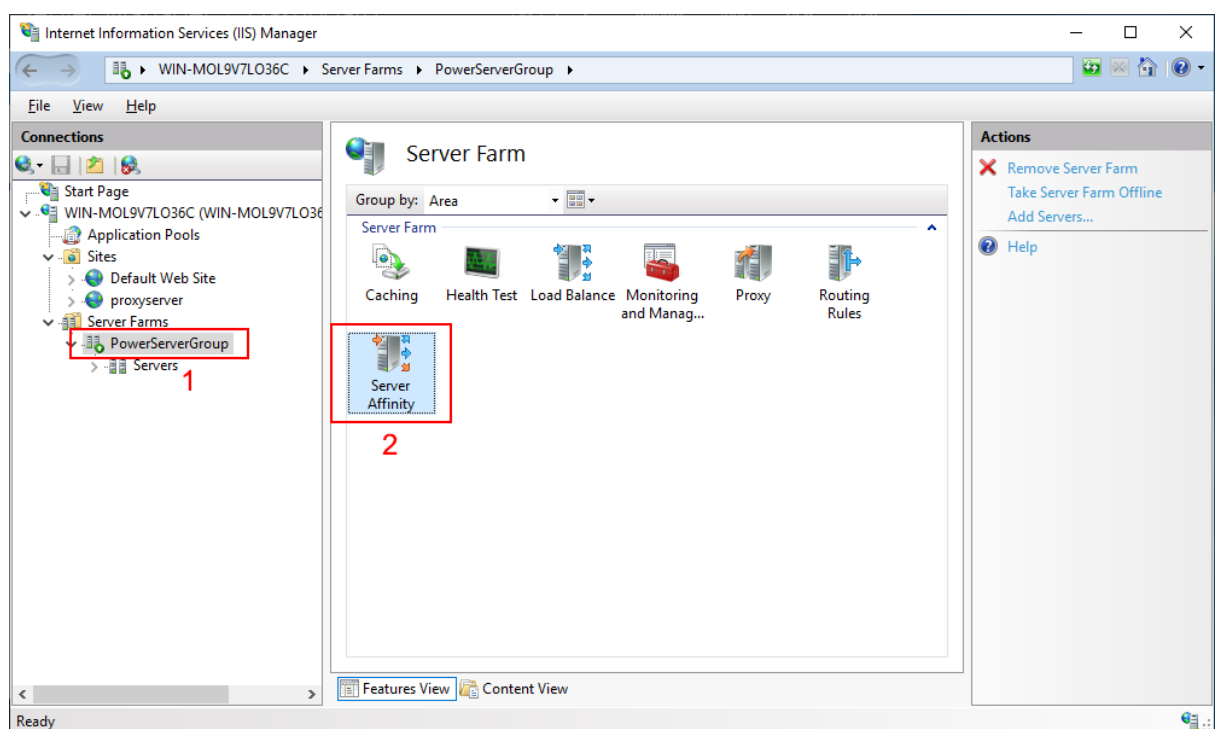 Internet Information Services (IIS) Manager
WIN-MOL9V7LO36C
Server Farms
PowerServerGroup
File View Help
Connections
Start Page
WIN-MOL9V7LO36C (WIN-MOL9V7LO36
Application Pools
Sites
Default Web Site
proxyserver
Server Farms
PowerServerGroup
Servers
1
Server Farm
Group by: Area
Server Farm
Caching
Health Test
Load Balance
Monitoring
and Manag...
Proxy
Routing
Rules
Server
Affinity
2
Features View
Content View
Actions
Remove Server Farm
Take Server Farm Offline
Add Servers...
Help
Ready